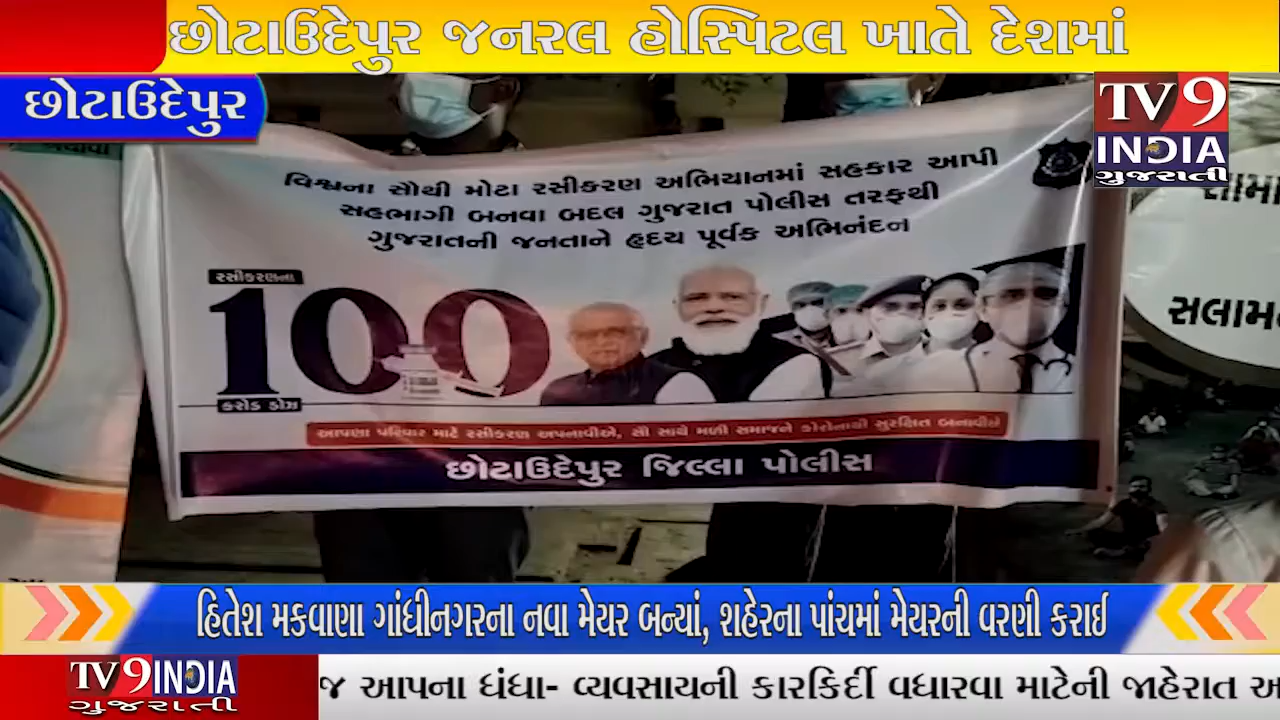 છોટાઉદેપુર જનરલ હોસ્પિટલ ખાતે દેશમાં
છોટાઉદેપુર
TV9
INDIA
ગુજરાતી
વિશ્વના સૌથી મોટા રસીકરણ અભિયાનમાં સહકાર આપી
સહભાગી બનવા બદલ ગુજરાત પોલીસ તરફથી
ગુજરાતની જનતાને હૃદય પૂર્વક અભિનંદન
રસીકરણના
100
કરોડ ડોઝ
આપણા પરિવાર માટે રસીકરણ અપનાવીએ, સૌ સાથે મળી સમાજને કોરોનાથી સુરક્ષિત બનાવીએ
છોટાઉદેપુર જિલ્લા પોલીસ
હિતેશ મકવાણા ગાંધીનગરના નવા મેયર બન્યાં, શહેરના પાંચમાં મેયરની વરણી કરાઈ
TV9INDIA
ગુજરાતી
જ આપના ધંધા- વ્યવસાયની કારકિર્દી વધારવા માટેની જાહેરાત